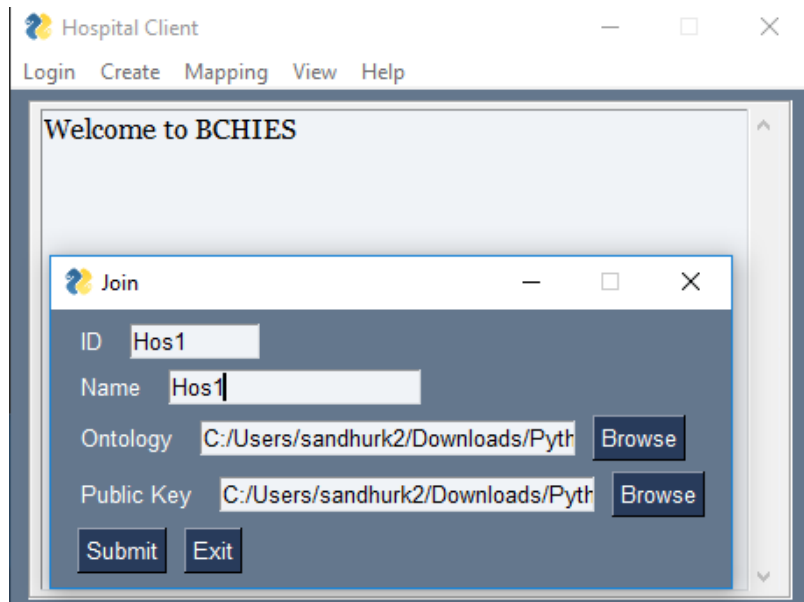 Hospital Client
Login Create Mapping View Help
Welcome to BCHIES
Join
ID Hos1
Name Hos1
Ontology C:/Users/sandhurk2/Downloads/Pyth Browse
Public Key C:/Users/sandhurk2/Downloads/Pyth Browse
Submit Exit